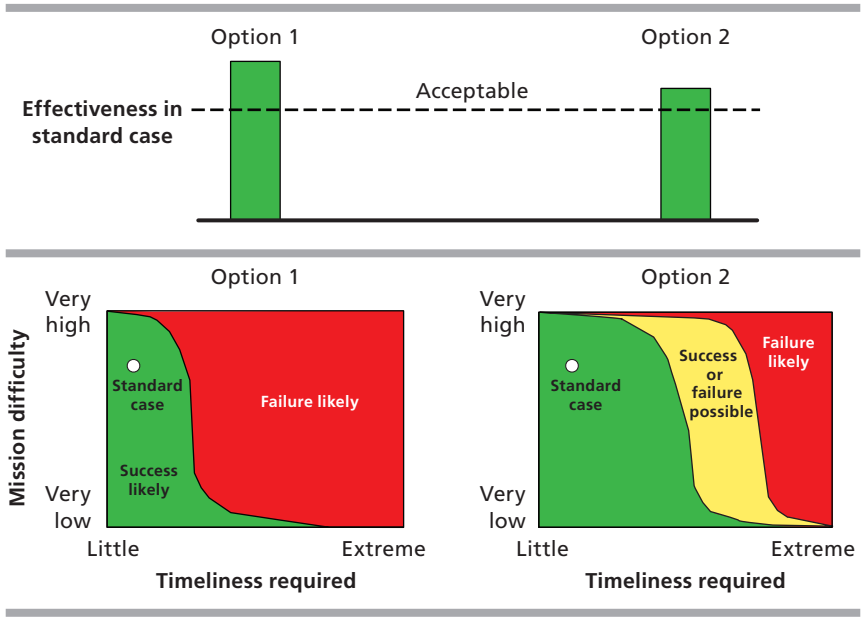 Option 1
Option 2
Acceptable
Effectiveness in
standard case
Option 1
Option 2
Mission difficulty
Very
high
Very
low
Standard
case
Success
likely
Failure likely
Little
Extreme
Timeliness required
Very
high
Very
low
Standard
case
Success
or
failure
possible
Failure
likely
Little
Extreme
Timeliness required